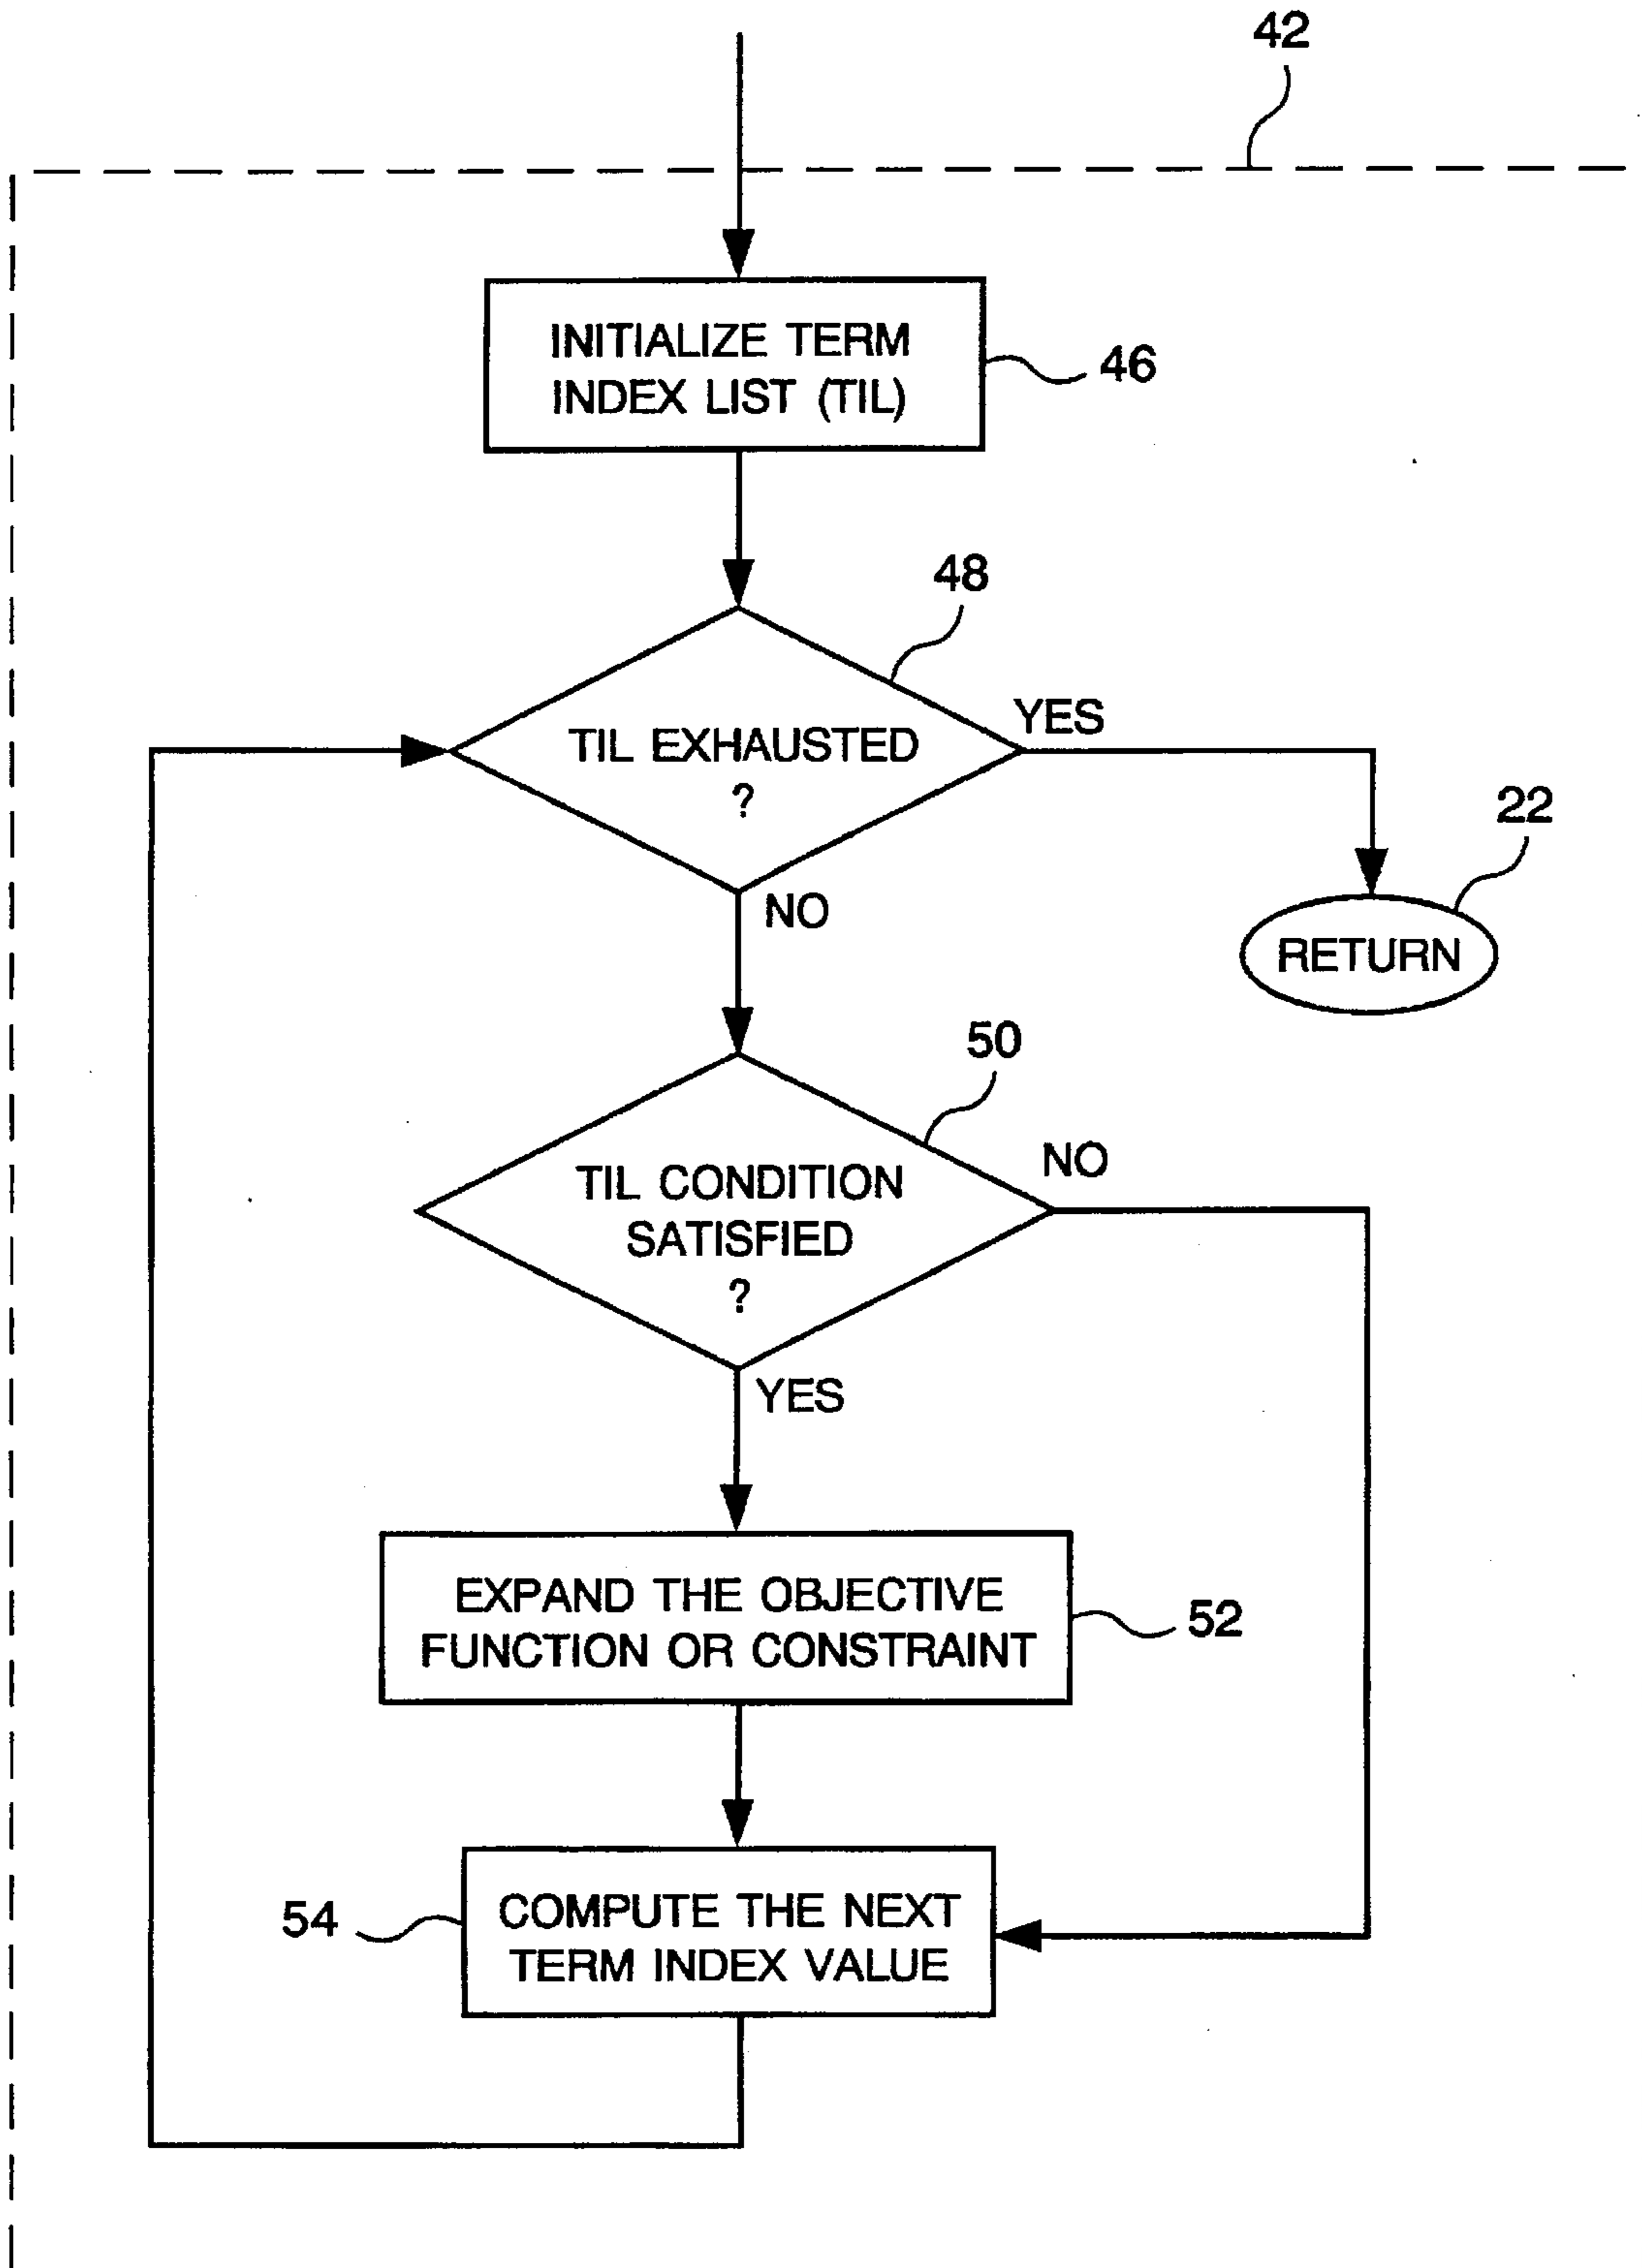 42
INITIALIZE TERM
INDEX LIST (TIL)
46
48
TIL EXHAUSTED
?
YES
NO
22
RETURN
50
TIL CONDITION
SATISFIED
?
NO
YES
EXPAND THE OBJECTIVE
FUNCTION OR CONSTRAINT
52
54
COMPUTE THE NEXT
TERM INDEX VALUE